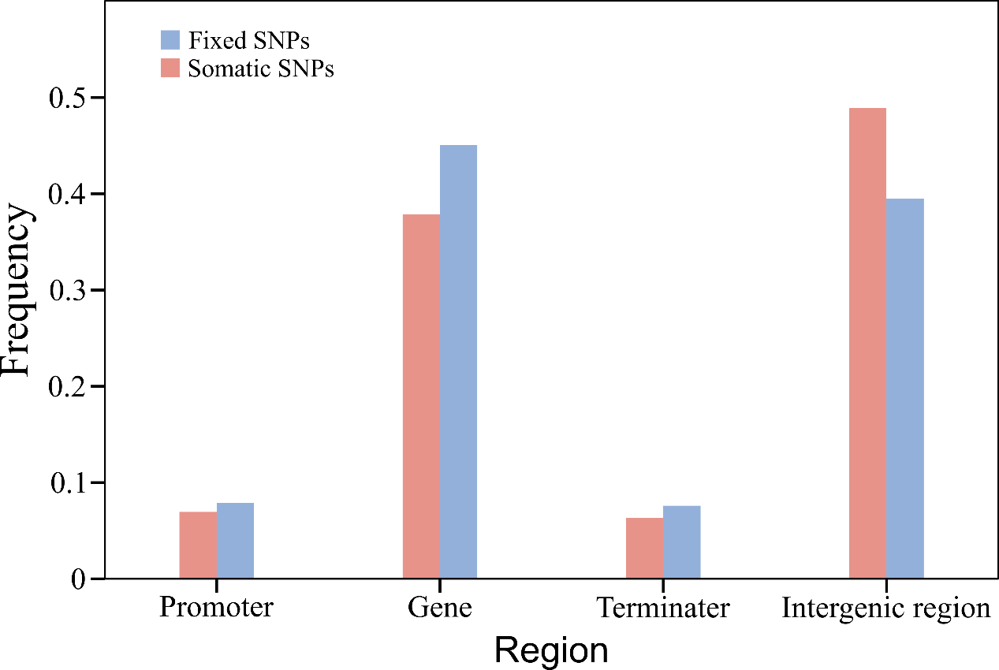 Fixed SNPs
Somatic SNPs
0.5
0.4
0.3
0.2
0.1
0
Frequency
Promoter
Gene
Terminater
Intergenic region
Region